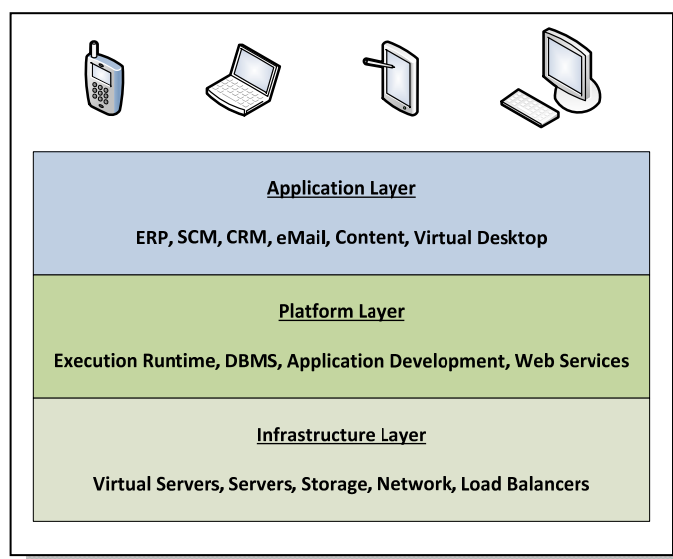 Application Layer
ERP, SCM, CRM, eMail, Content, Virtual Desktop
Platform Layer
Execution Runtime, DBMS, Application Development, Web Services
Infrastructure Layer
Virtual Servers, Servers, Storage, Network, Load Balancers